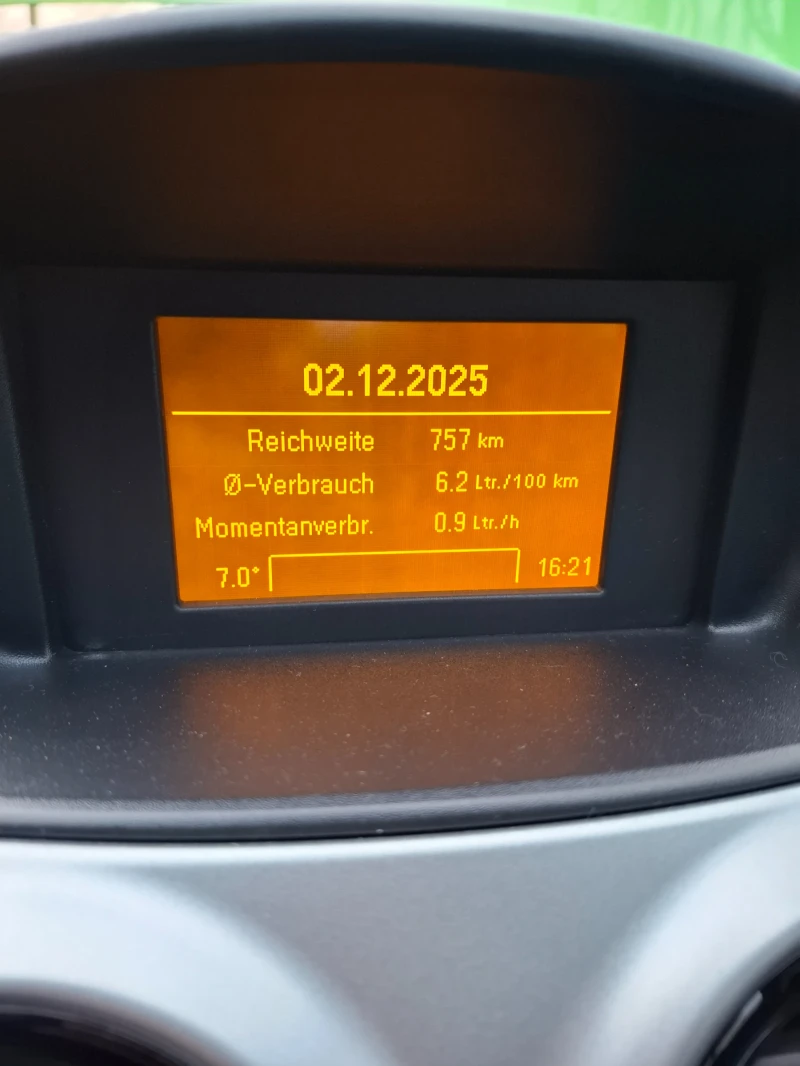 02.12.2025
Reichweite 757 km
Ø-Verbrauch 6.2 Ltr./100 km
Momentanverbr. 0.9 Ltr./h
7.0° 16:21